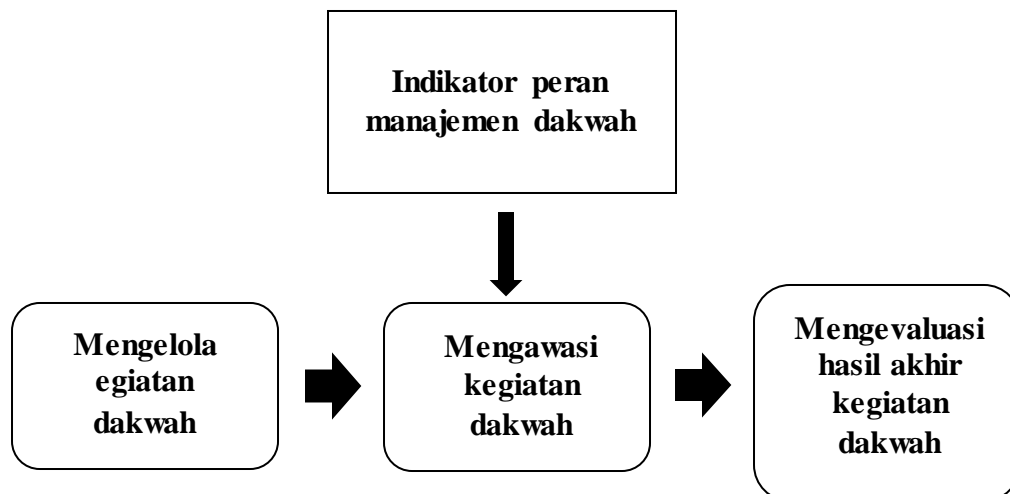 Indikator peran
manajemen dakwah
Mengelola
egiatan
dakwah
Mengawasi
kegiatan
dakwah
Mengevaluasi
hasil akhir
kegiatan
dakwah